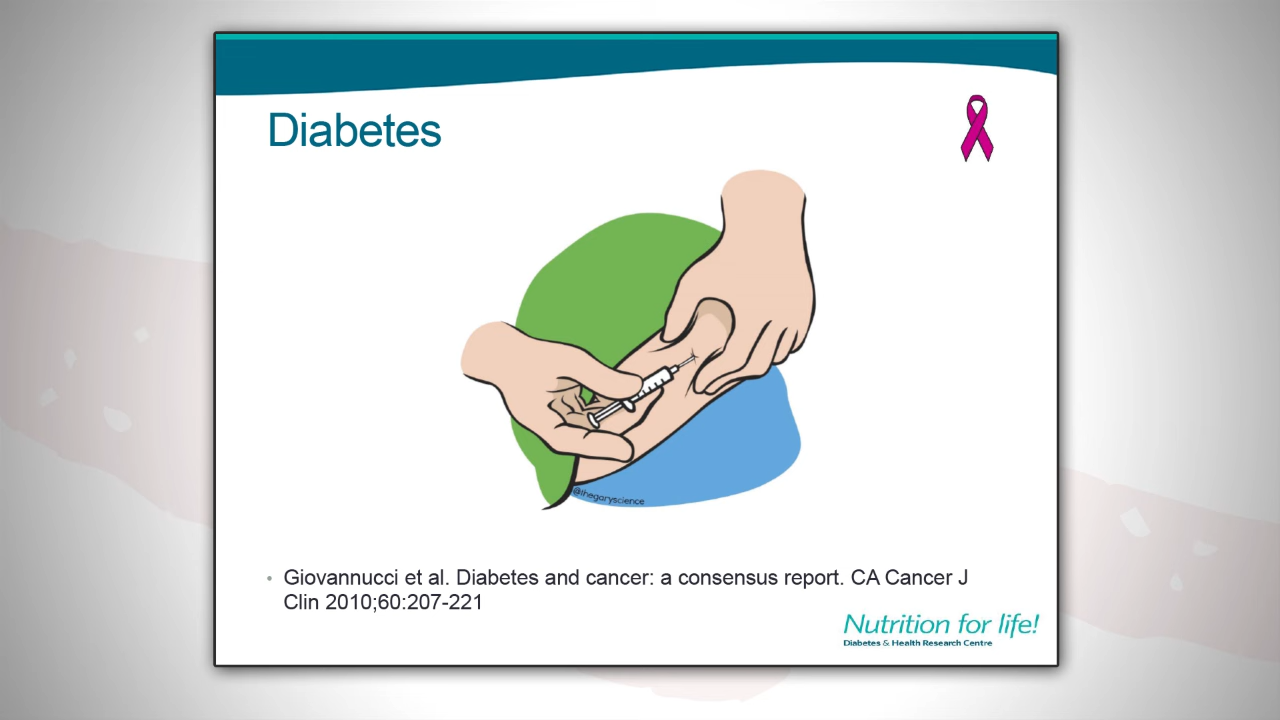 Diabetes
@thegaryscience
• Giovannucci et al. Diabetes and cancer: a consensus report. CA Cancer J
Clin 2010;60:207-221
Nutrition for life!
Diabetes & Health Research Centre